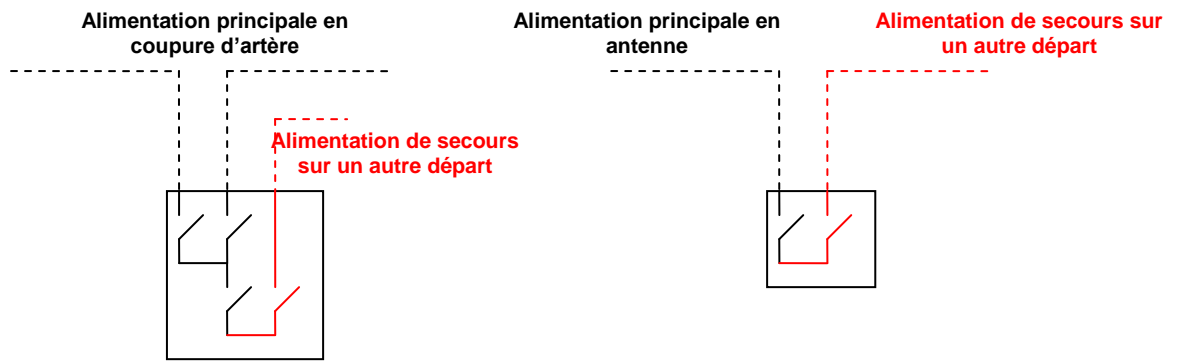 Alimentation principale en
coupure d'artère
Alimentation de secours
sur un autre départ
Alimentation principale en
antenne
Alimentation de secours sur
un autre départ